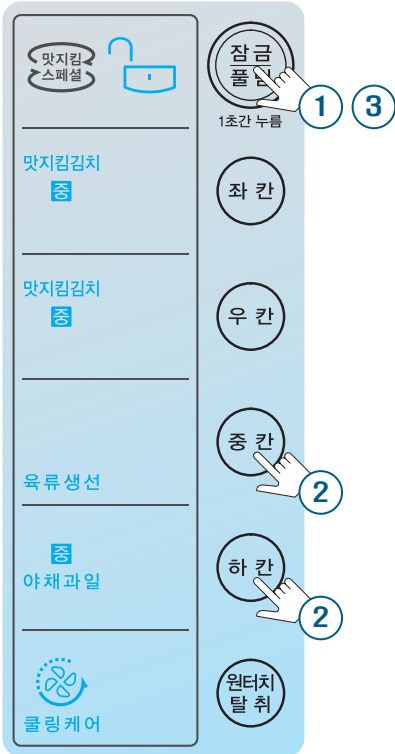 맛지킴
스페셜
잠금
풀림
1초간 누름
1 3
맛지킴김치
중
좌 칸
맛지킴김치
중
우 칸
중 칸
육류생선
2
중
야채과일
하 칸
2
쿨링케어
원터치
탈 취